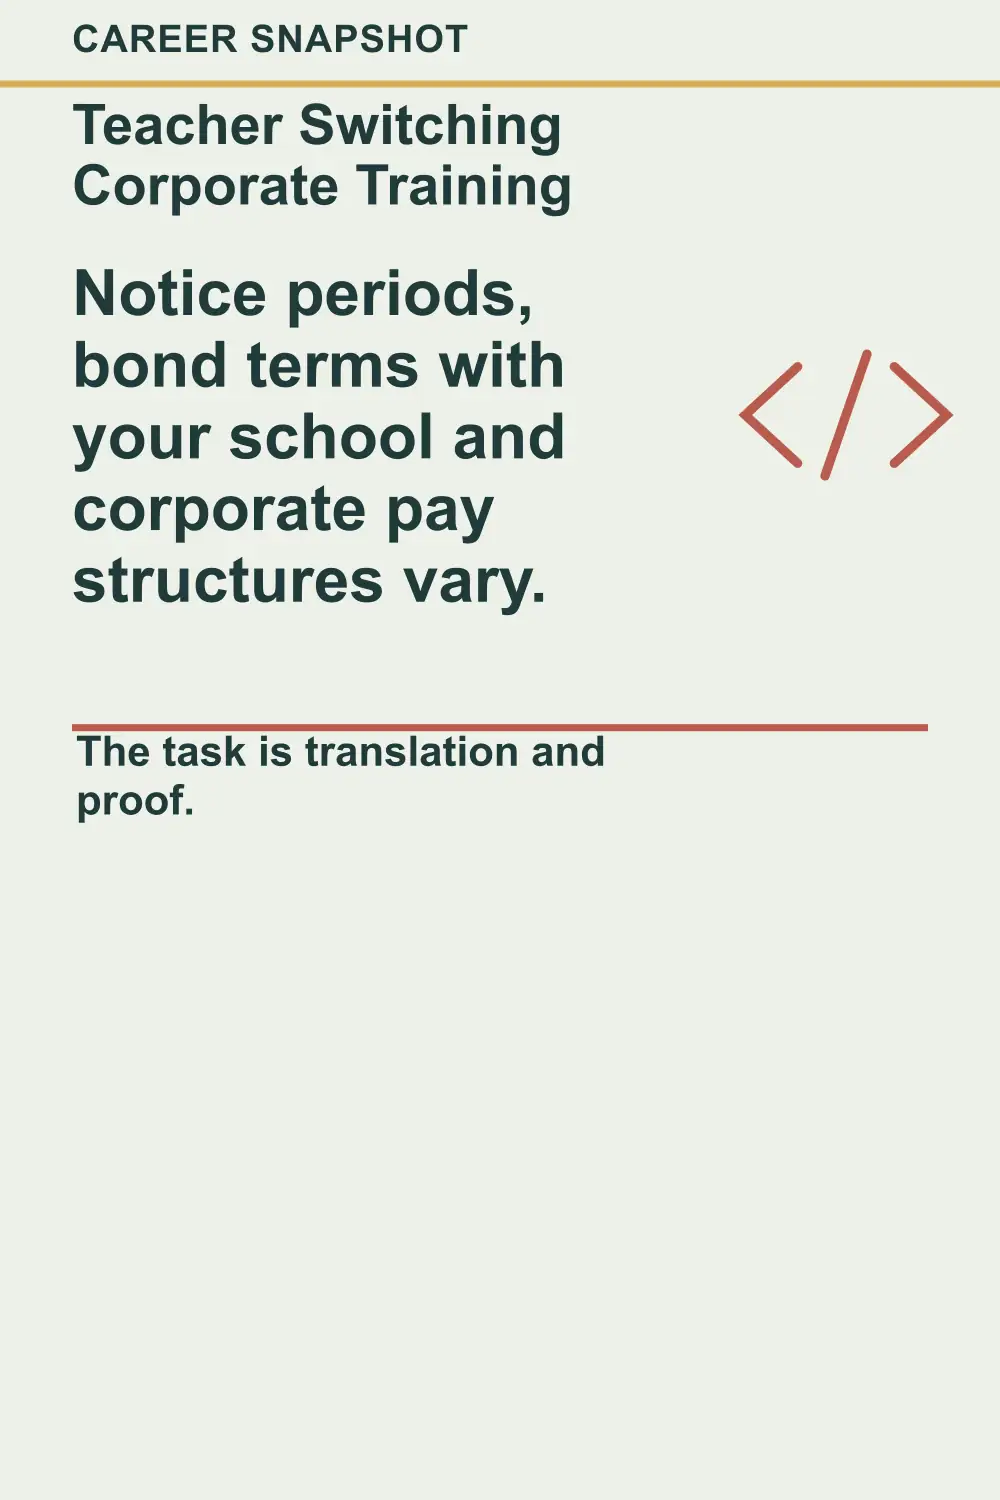 CAREER SNAPSHOT
Teacher Switching
Corporate Training
Notice periods,
bond terms with
your school and
corporate pay
structures vary.
The task is translation and
proof.